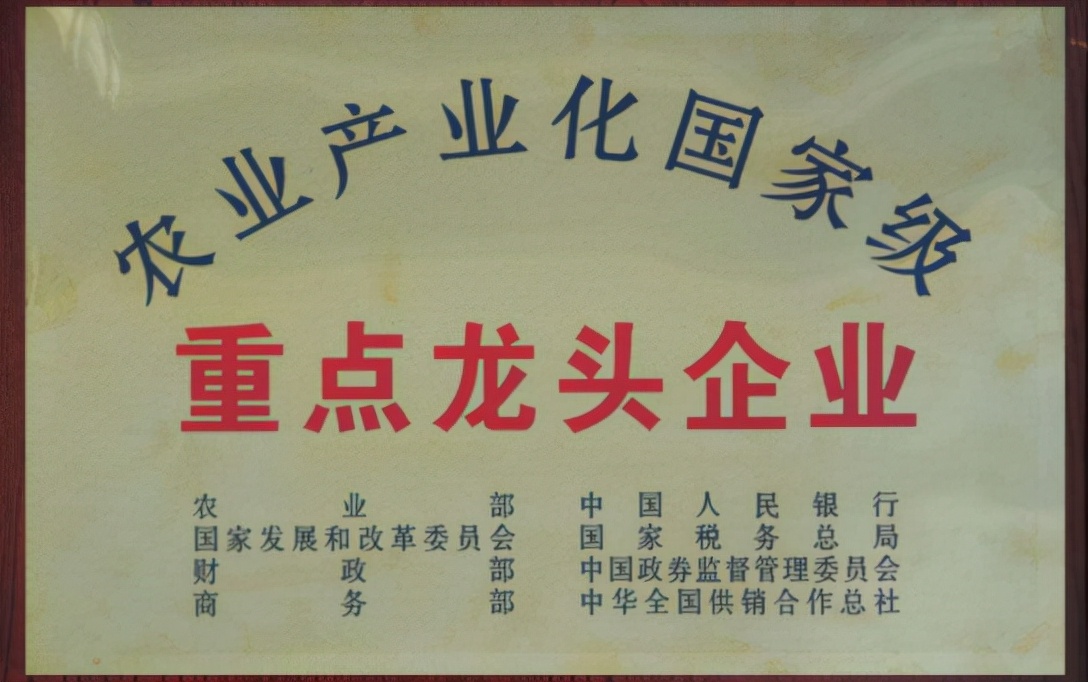 农业产业化国家级
重点龙头企业
农业部 中国人民银行
国家发展和改革委员会 国家税务总局
财政部 中国政券监督管理委员会
商务部 中华全国供销合作总社